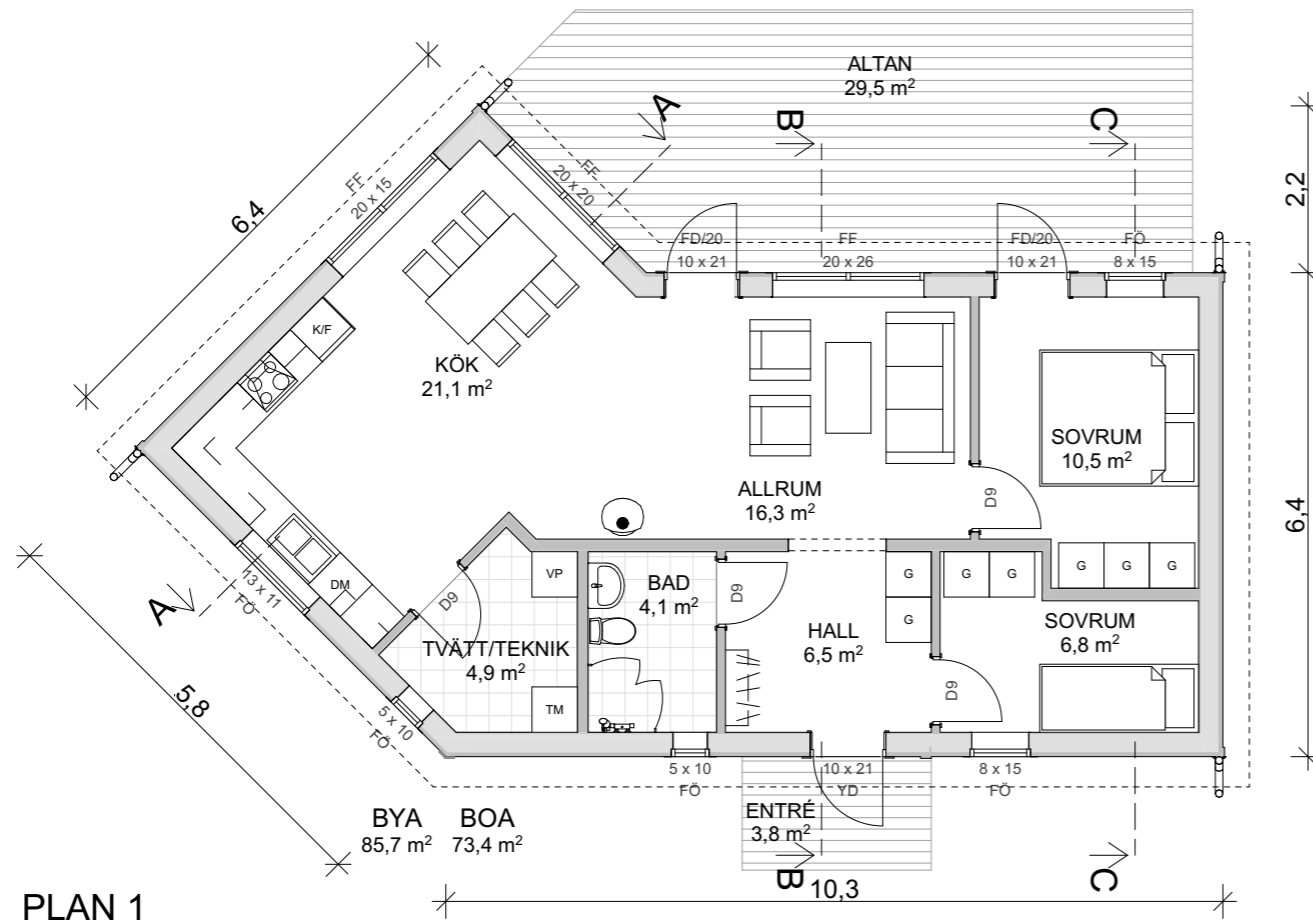 ALTAN
29,5 m²
A
B
C
6,4
2,2
FF
20 x 15
FF
20 x 20
FD/20
10 x 21
FF
20 x 26
FD/20
10 x 21
FÖ
8 x 15
K/F
KÖK
21,1 m²
SOVRUM
10,5 m²
ALLRUM
16,3 m²
D9
6,4
A
13 x 11
FÖ
DM
D9
VP
BAD
4,1 m²
D9
G
G
G
G
G
G
G
HALL
6,5 m²
SOVRUM
6,8 m²
TVÄTT/TEKNIK
4,9 m²
D9
TM
5,8
5 x 10
FÖ
5 x 10
FÖ
10 x 21
YD
8 x 15
FÖ
ENTRÉ
3,8 m²
BYA
85,7 m²
BOA
73,4 m²
B
C
10,3
PLAN 1